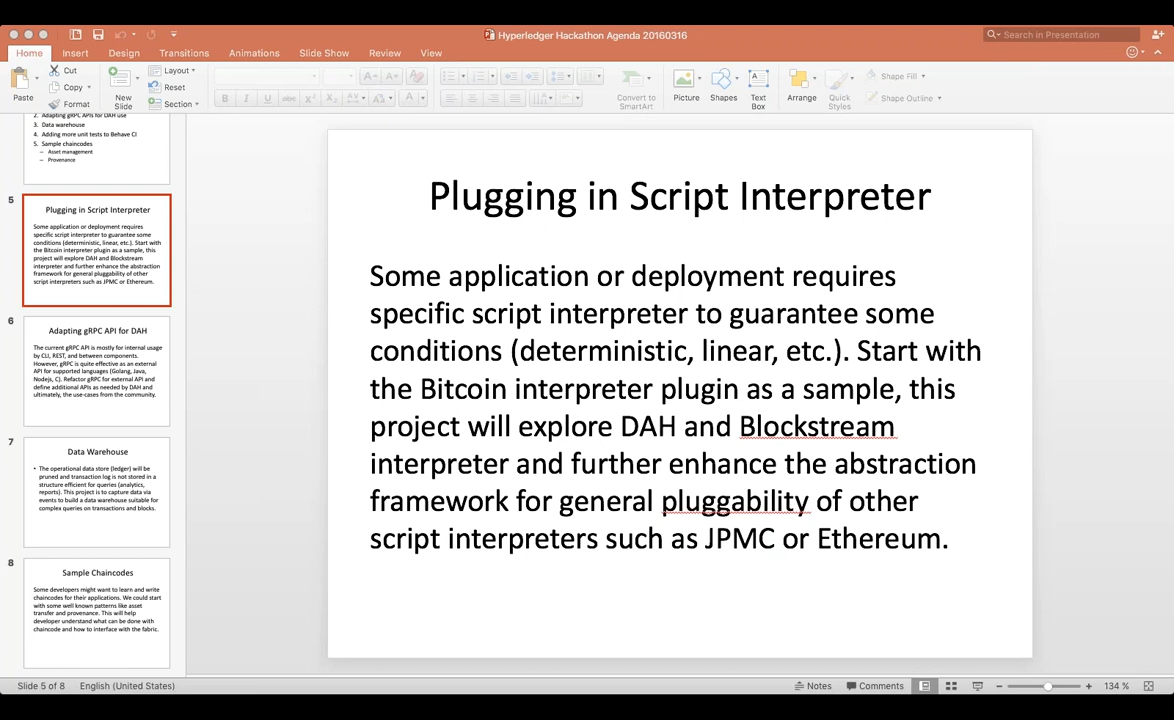 Hyperledger Hackathon Agenda 20160316
Search in Presentation
Home
Insert
Design
Transitions
Animations
Slide Show
Review
View
Paste
Cut
Copy
Format
New
Slide
Layout
Reset
Section
B
I
U
abc
X²
X₂
AV
Aa
A
Convert to
SmartArt
Picture
Shapes
Text
Box
Arrange
Quick
Styles
Shape Fill
Shape Outline
2. Adapting gRPC APIs for DAH use
3. Data warehouse
4. Adding more unit tests to Behave CI
5. Sample chaincodes
– Asset management
– Provenance
5
Plugging in Script Interpreter
Some application or deployment requires
specific script interpreter to guarantee some
conditions (deterministic, linear, etc.). Start with
the Bitcoin interpreter plugin as a sample, this
project will explore DAH and Blockstream
interpreter and further enhance the abstraction
framework for general pluggability of other
script interpreters such as JPMC or Ethereum.
6
Adapting gRPC API for DAH
The current gRPC API is mostly for internal usage
by CLI, REST, and between components.
However, gRPC is quite effective as an external
API for supported languages (Golang, Java,
Nodejs, C). Refactor gRPC for external API and
define additional APIs as needed by DAH and
ultimately, the use-cases from the community.
7
Data Warehouse
• The operational data store (ledger) will be
pruned and transaction log is not stored in a
structure efficient for queries (analytics,
reports). This project is to capture data via
events to build a data warehouse suitable for
complex queries on transactions and blocks.
8
Sample Chaincodes
Some developers might want to learn and write
chaincodes for their applications. We could start
with some well known patterns like asset
transfer and provenance. This will help
developer understand what can be done with
chaincode and how to interface with the fabric.
Plugging in Script Interpreter
Some application or deployment requires
specific script interpreter to guarantee some
conditions (deterministic, linear, etc.). Start with
the Bitcoin interpreter plugin as a sample, this
project will explore DAH and Blockstream
interpreter and further enhance the abstraction
framework for general pluggability of other
script interpreters such as JPMC or Ethereum.
Slide 5 of 8
English (United States)
Notes
Comments
134 %